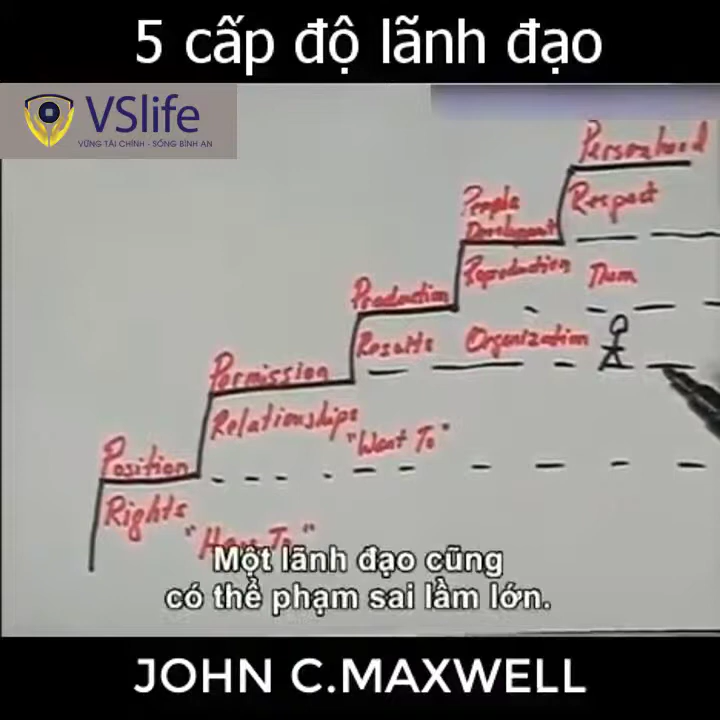 5 cấp độ lãnh đạo
VSlife
VỮNG TÀI CHÍNH - SỐNG BÌNH AN
Personhood
Respect
People
Development
Reproduction
Them
Production
Results
Organization
Permission
Relationships
"Want To"
Position
Rights
"Have To"
Một lãnh đạo cũng
có thể phạm sai lầm lớn.
JOHN C.MAXWELL